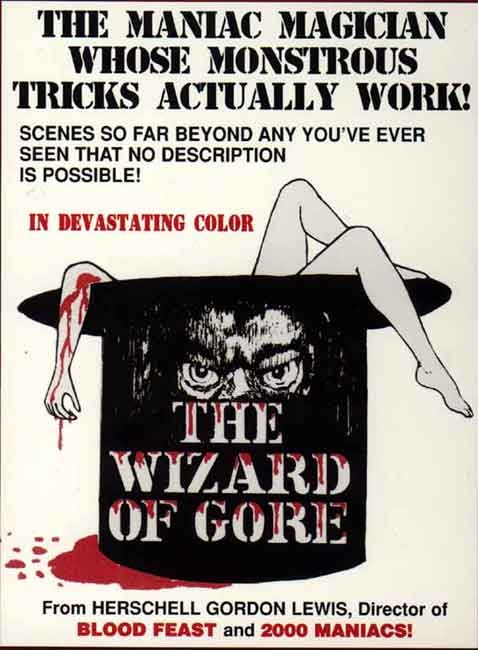 THE MANIAC MAGICIAN
WHOSE MONSTROUS
TRICKS ACTUALLY WORK!
SCENES SO FAR BEYOND ANY YOU'VE EVER
SEEN THAT NO DESCRIPTION
IS POSSIBLE!
IN DEVASTATING COLOR
THE
WIZARD
OF GORE
From HERSCHELL GORDON LEWIS, Director of
BLOOD FEAST and 2000 MANIACS!